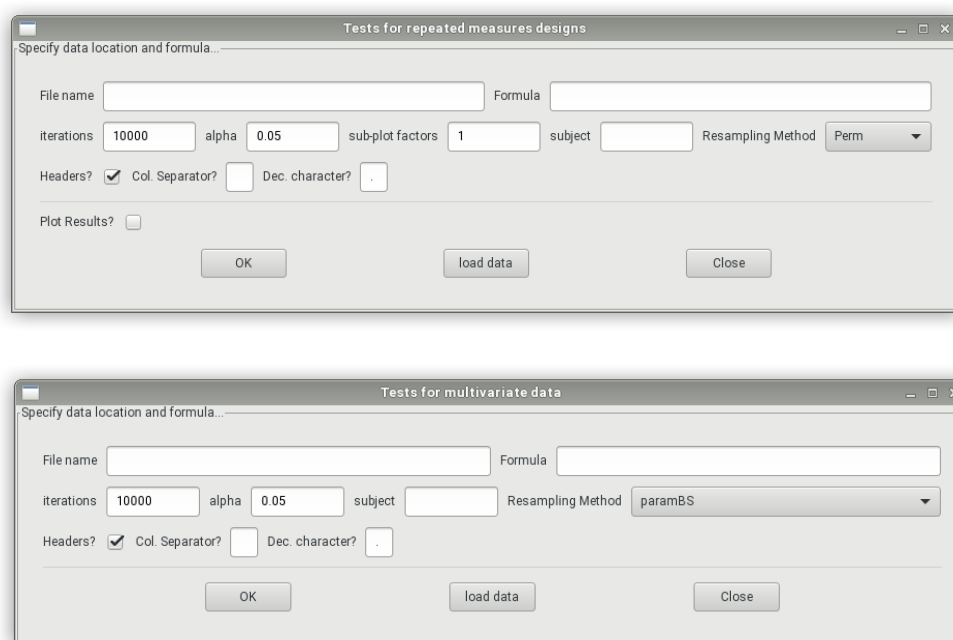 Tests for repeated measures designs
Specify data location and formula...
File name Formula
iterations 10000 alpha 0.05 sub-plot factors 1 subject Resampling Method Perm
Headers? Col. Separator? Dec. character? .
Plot Results?
OK load data Close
Tests for multivariate data
Specify data location and formula...
File name Formula
iterations 10000 alpha 0.05 subject Resampling Method paramBS
Headers? Col. Separator? Dec. character? .
OK load data Close